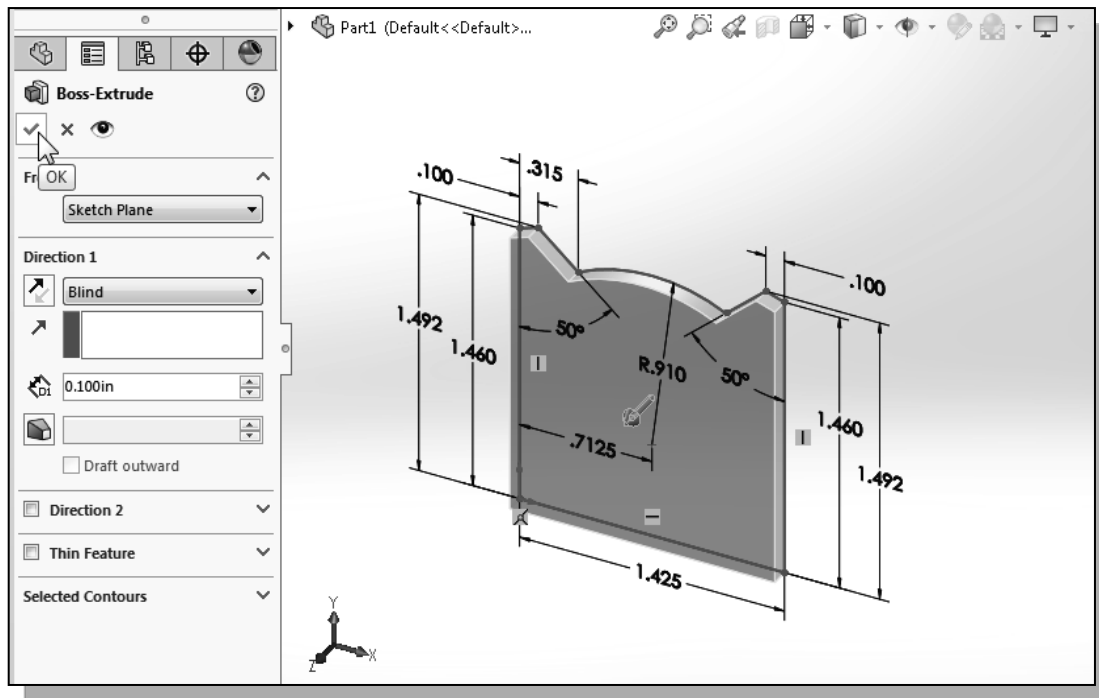 Part1 (Default<<Default>...
Boss-Extrude
OK
Sketch Plane
Direction 1
Blind
D1
0.100in
Draft outward
Direction 2
Thin Feature
Selected Contours
.100
.315
.100
1.492
1.460
50°
R.910
50°
.7125
1.460
1.492
1.425
Y
X
Z